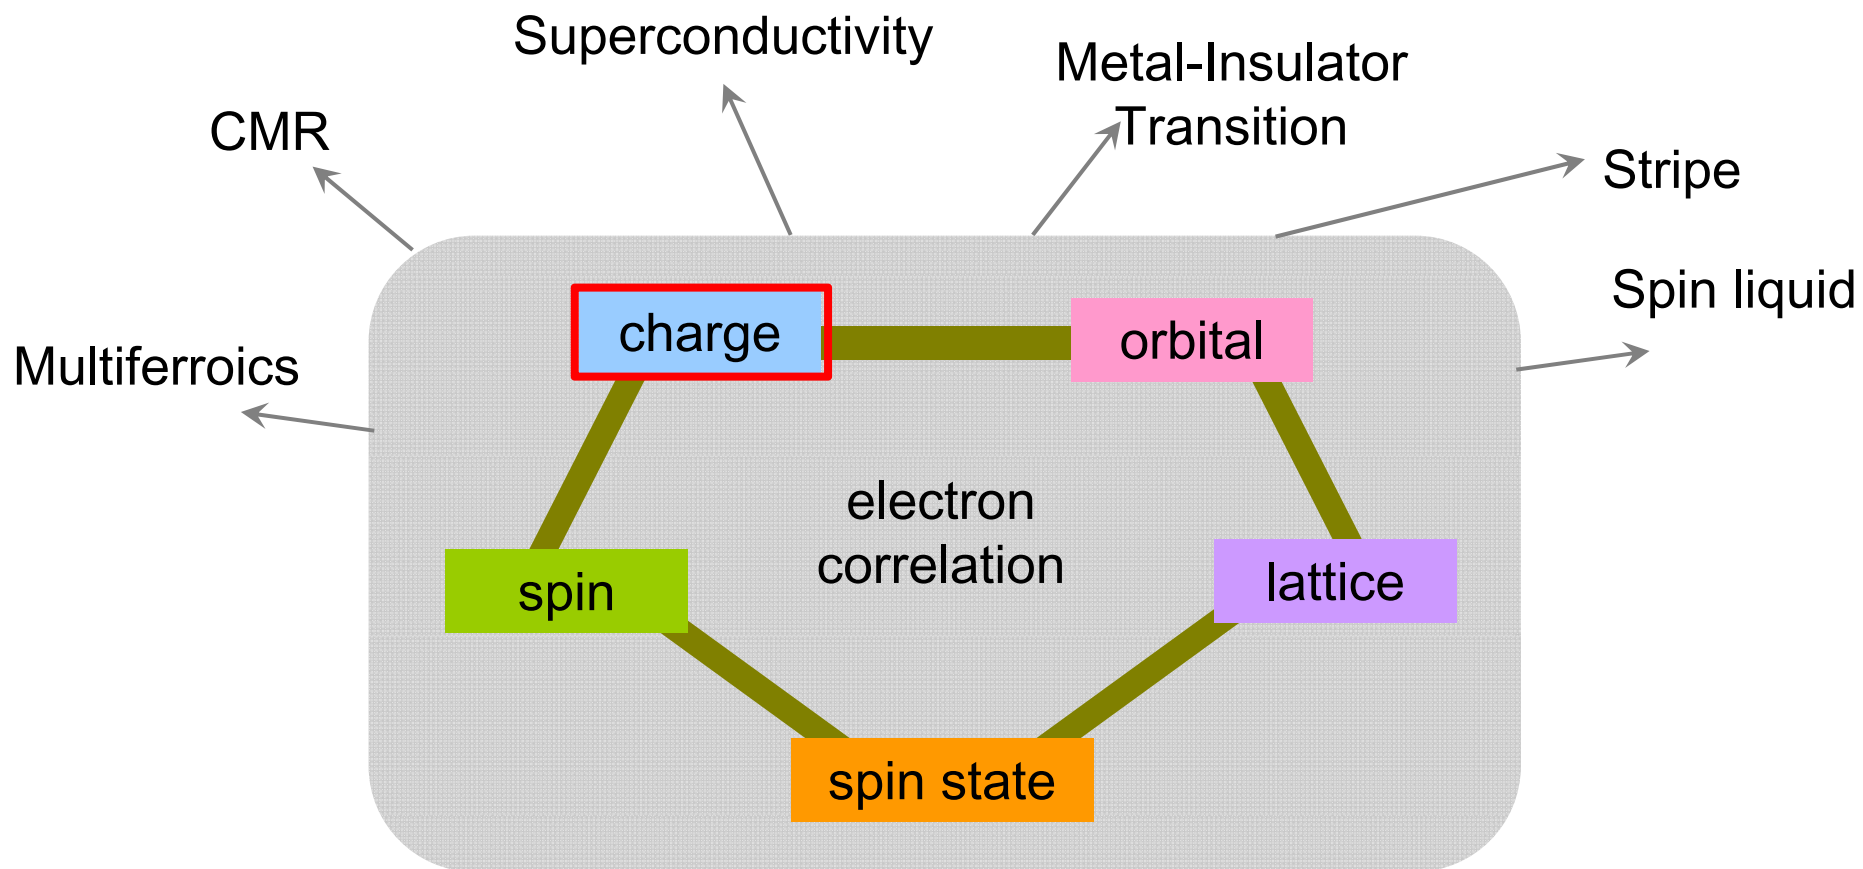 Superconductivity
Metal-Insulator
Transition
CMR
Stripe
Spin liquid
Multiferroics
charge
orbital
electron
correlation
spin
lattice
spin state